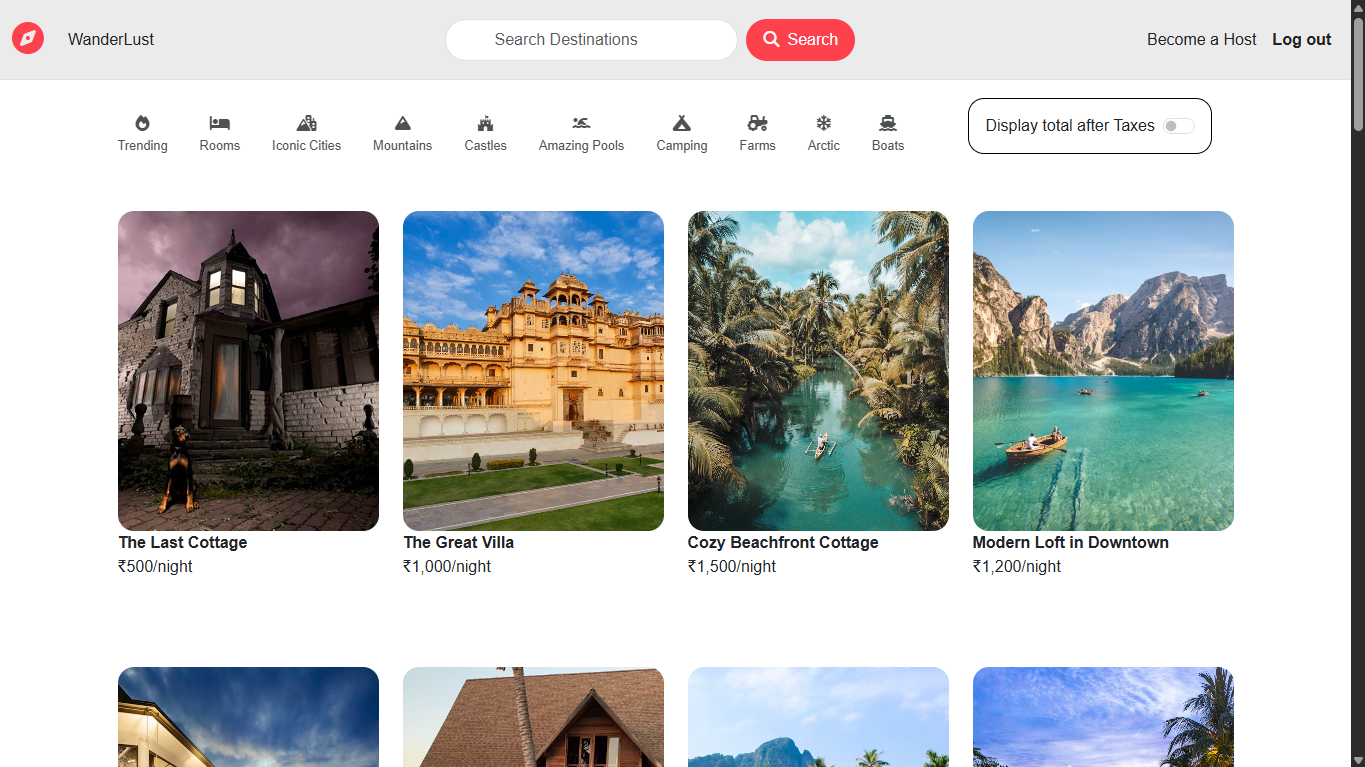 WanderLust
Search Destinations
Search
Become a Host
Log out
Trending
Rooms
Iconic Cities
Mountains
Castles
Amazing Pools
Camping
Farms
Arctic
Boats
Display total after Taxes
The Last Cottage
₹500/night
The Great Villa
₹1,000/night
Cozy Beachfront Cottage
₹1,500/night
Modern Loft in Downtown
₹1,200/night